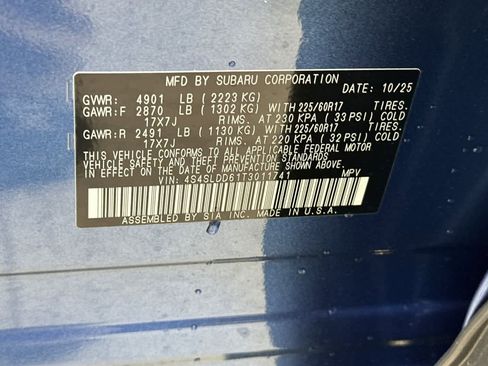 MFD BY SUBARU CORPORATION DATE: 10/25
GVWR: 4901 LB ( 2223 KG)
GAWR:F 2870 LB ( 1302 KG) WITH 225/60R17 TIRES,
17X7J RIMS, AT 230 KPA ( 33 PSI) COLD
GAWR:R 2491 LB ( 1130 KG) WITH 225/60R17 TIRES,
17X7J RIMS, AT 220 KPA ( 32 PSI) COLD
THIS VEHICLE CONFORMS TO ALL APPLICABLE FEDERAL MOTOR
VEHICLE SAFETY AND THEFT PREVENTION STANDARDS IN EFFECT
ON THE DATE OF MANUFACTURE SHOWN ABOVE.
VIN: 4S4SLDD61T3011741 MPV
ASSEMBLED BY SIA INC. MADE IN U.S.A.